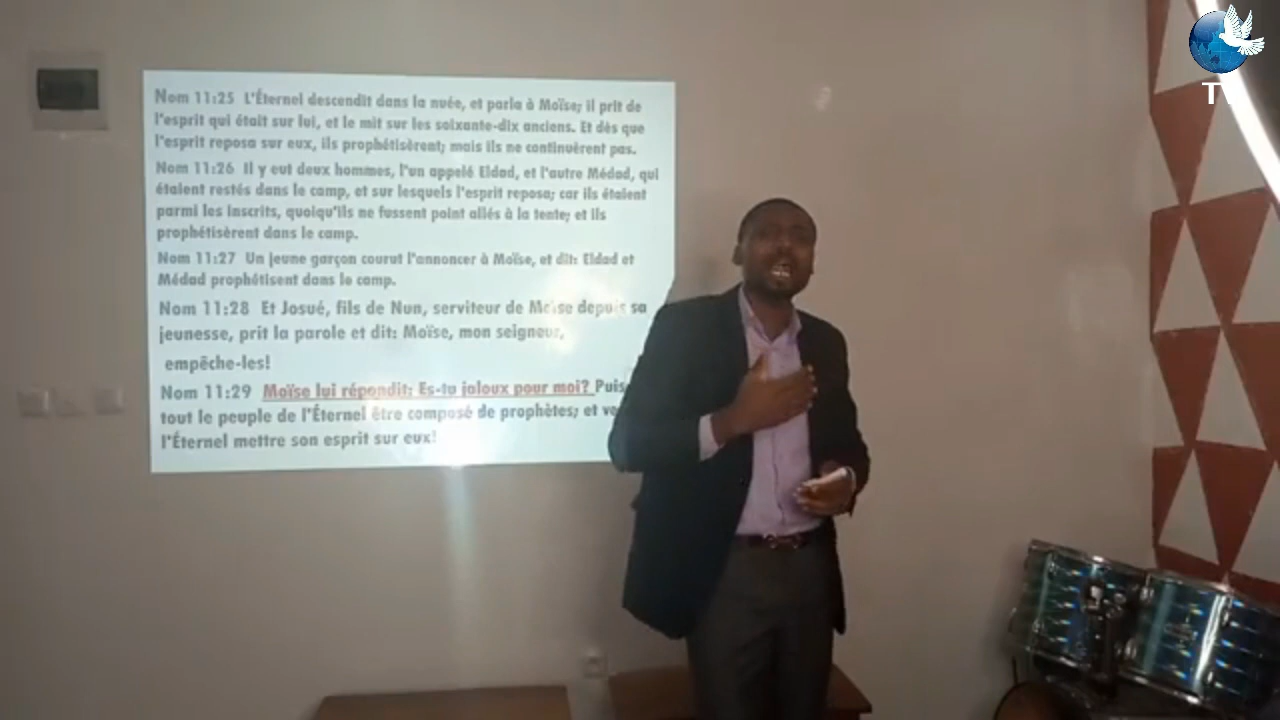 Nom 11:25 L'Éternel descendit dans la nuée, et parla à Moïse; il prit de
l'esprit qui était sur lui, et le mit sur les soixante-dix anciens. Et dès que
l'esprit reposa sur eux, ils prophétisèrent; mais ils ne continuèrent pas.
Nom 11:26 Il y eut deux hommes, l'un appelé Eldad, et l'autre Médad, qui
étaient restés dans le camp, et sur lesquels l'esprit reposa; car ils étaient
parmi les inscrits, quoiqu'ils ne fussent point allés à la tente; et ils
prophétisèrent dans le camp.
Nom 11:27 Un jeune garçon courut l'annoncer à Moïse, et dit: Eldad et
Médad prophétisent dans le camp.
Nom 11:28 Et Josué, fils de Nun, serviteur de Moïse depuis sa
jeunesse, prit la parole et dit: Moïse, mon seigneur,
empêche-les!
Nom 11:29 Moïse lui répondit: Es-tu jaloux pour moi? Puis
tout le peuple de l'Éternel être composé de prophètes; et
l'Éternel mettre son esprit sur eux!